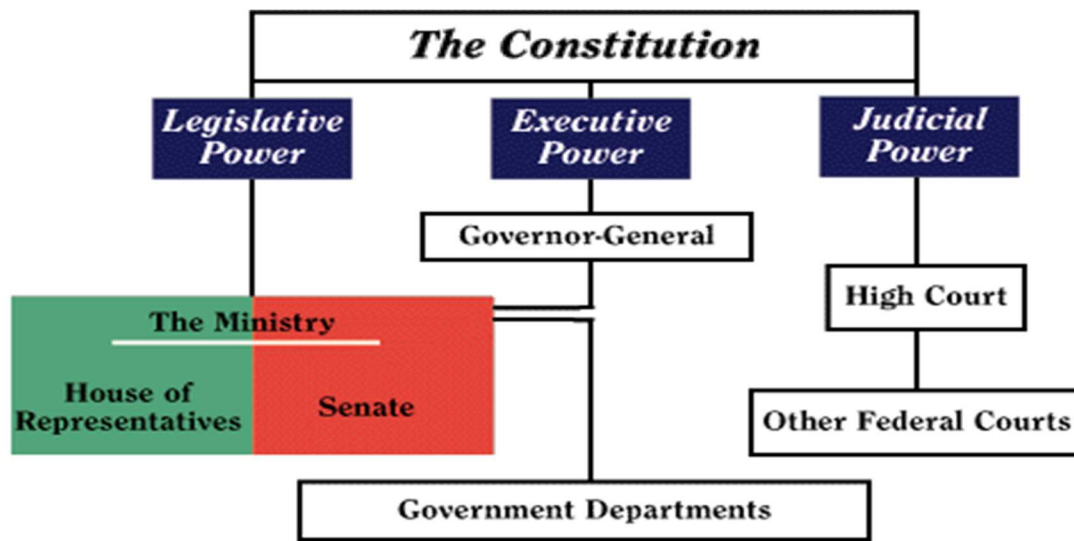 The Constitution
Legislative
Power
Executive
Power
Judicial
Power
Governor-General
The Ministry
House of
Representatives
Senate
High Court
Other Federal Courts
Government Departments